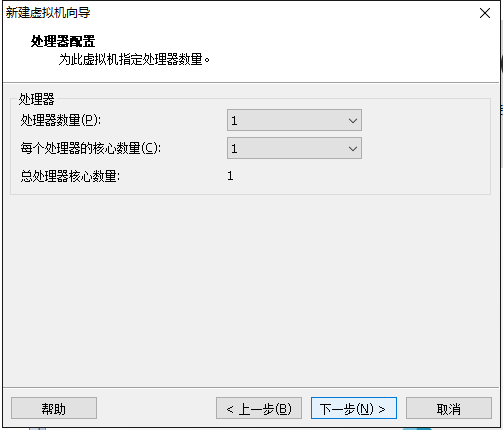 新建虚拟机向导
处理器配置
为此虚拟机指定处理器数量。
处理器
处理器数量(P): 1
每个处理器的核心数量(C): 1
总处理器核心数量: 1
帮助 < 上一步(B) 下一步(N) > 取消